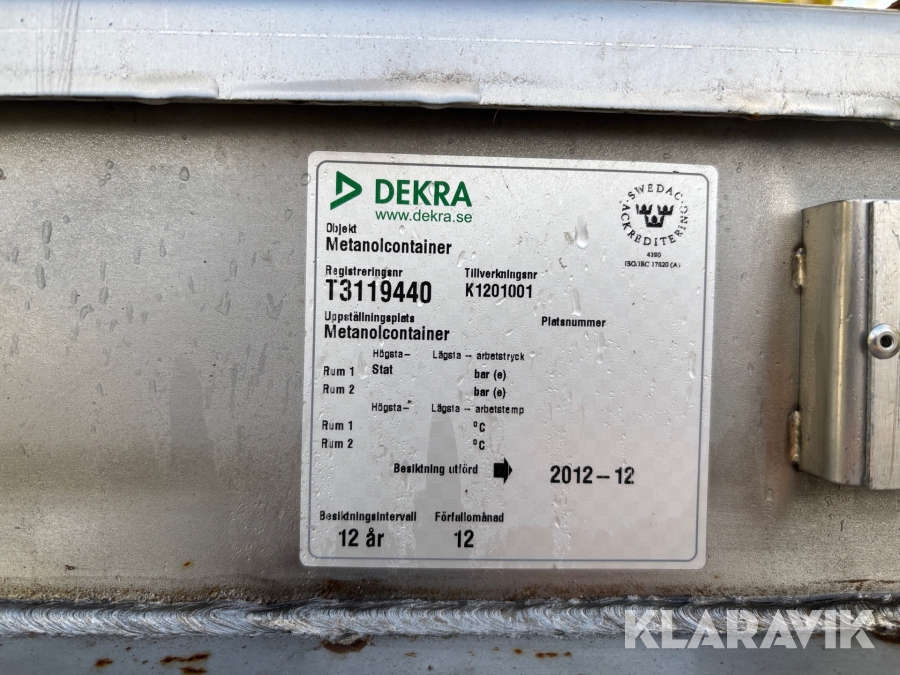 DEKRA
www.dekra.se
SWEDAC
ACKREDITERING
4390
ISO/IEC 17020 (A)
Objekt
Metanolcontainer
Registreringsnr Tillverkningsnr
T3119440 K1201001
Uppställningsplats Platsnummer
Metanolcontainer
Högsta– Lägsta – arbetstryck
Rum 1 Stat bar (e)
Rum 2 bar (e)
Högsta– Lägsta – arbetstemp
Rum 1 ºC
Rum 2 ºC
Besiktning utförd 2012–12
Besiktningsintervall Förfallomånad
12 år 12
KLARAVIK